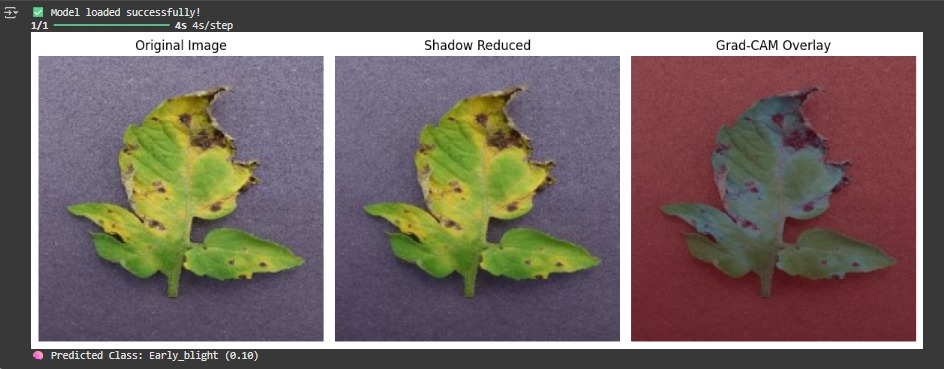 ✅ Model loaded successfully!
1/1 ━━━━━━━━━━━━━━━━━━━━ 4s 4s/step
Original Image Shadow Reduced Grad-CAM Overlay
🧠 Predicted Class: Early_blight (0.10)